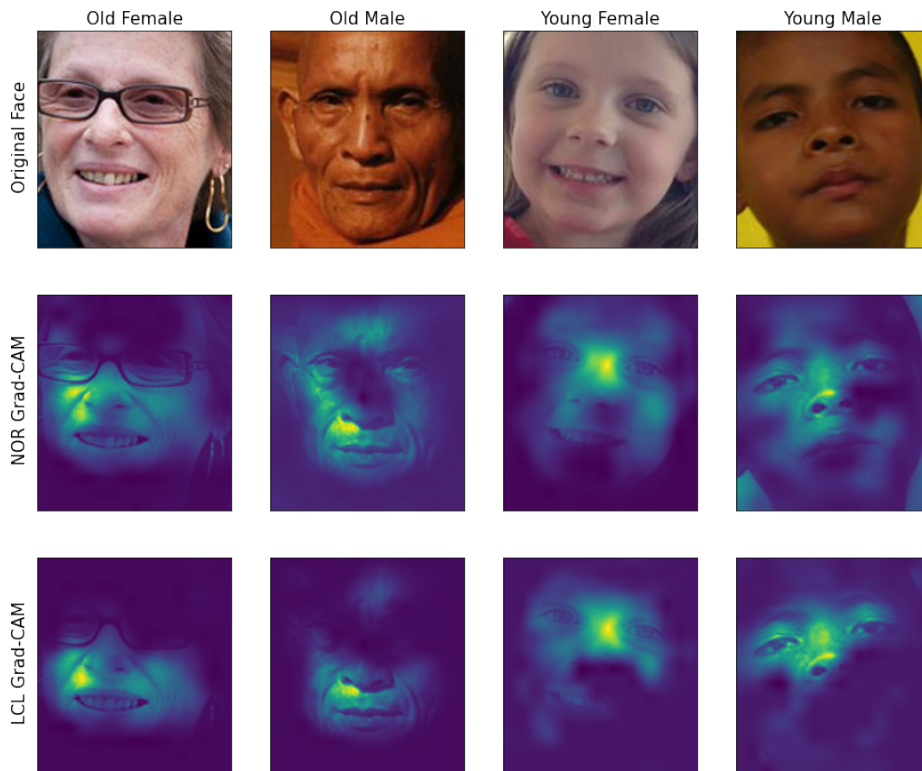 Old Female
Old Male
Young Female
Young Male
Original Face
NOR Grad-CAM
LCL Grad-CAM